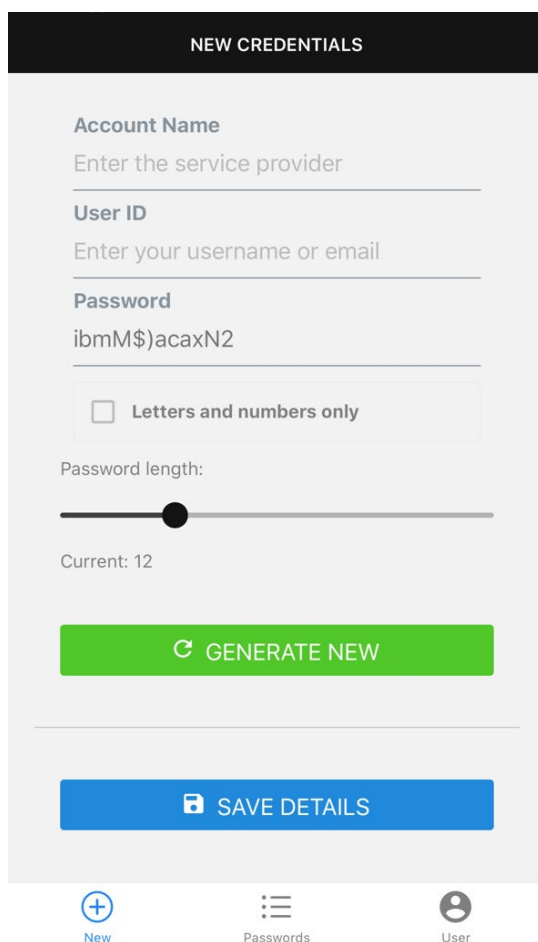 NEW CREDENTIALS
Account Name
Enter the service provider
User ID
Enter your username or email
Password
ibmM$)acaxN2
Letters and numbers only
Password length:
Current: 12
GENERATE NEW
SAVE DETAILS
New Passwords User